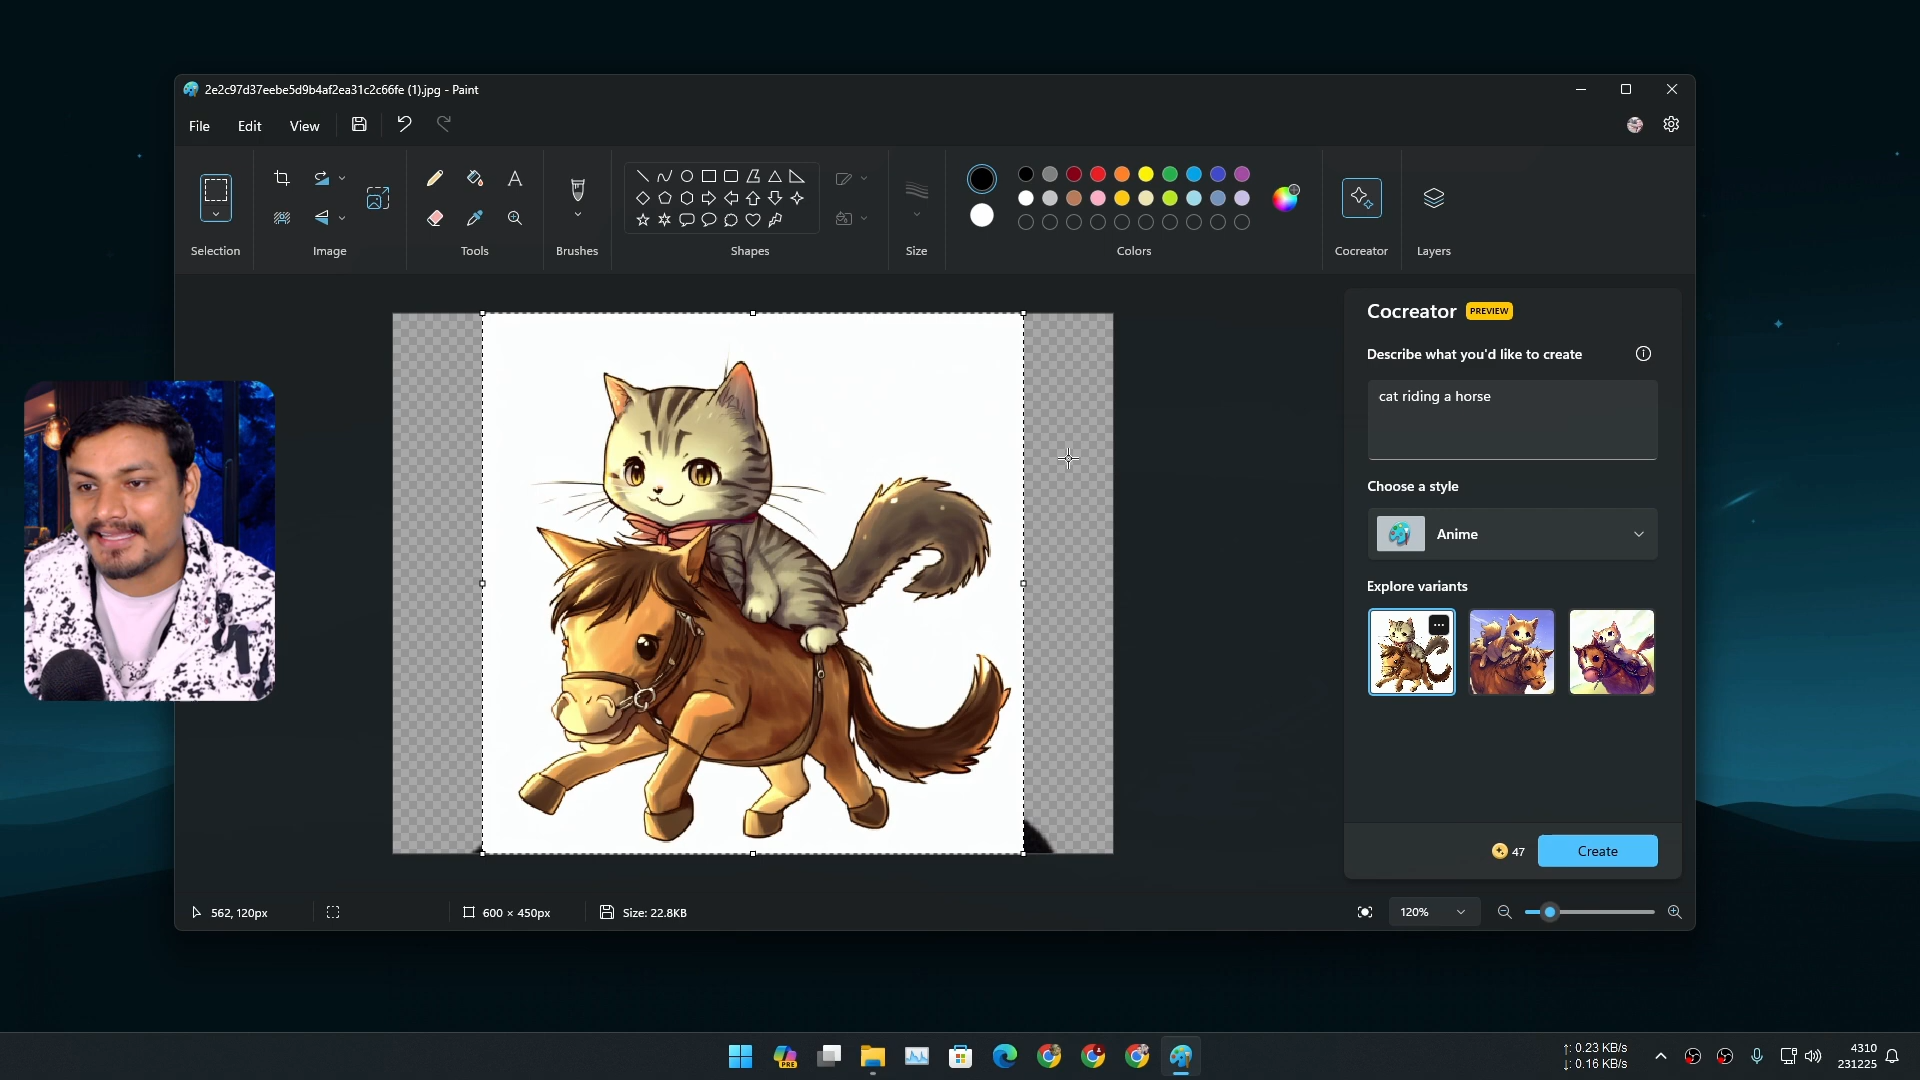 2e2c97d37eebe5d9b4af2ea31c2c66fe (1).jpg - Paint
File Edit View
Selection Image Tools Brushes Shapes Size Colors Cocreator Layers
Cocreator PREVIEW
Describe what you'd like to create
cat riding a horse
Choose a style
Anime
Explore variants
47 Create
562, 120px 600 × 450px Size: 22.8KB 120%
PRE
↑: 0.23 KB/s
↓: 0.16 KB/s
4310
231225